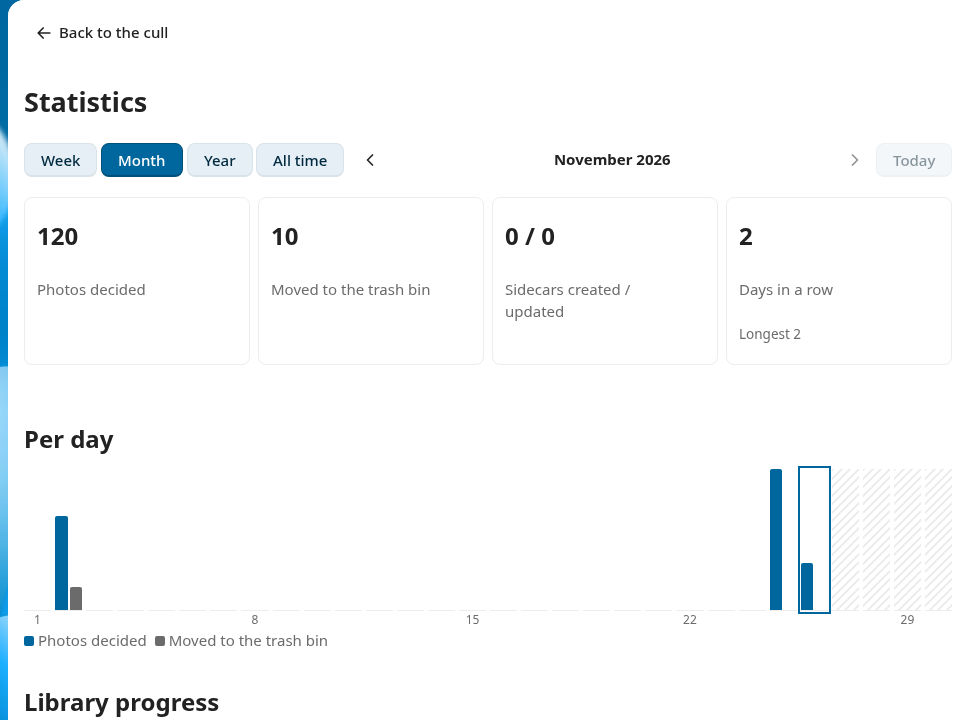 Back to the cull
Statistics
Week Month Year All time November 2026 Today
120
Photos decided
10
Moved to the trash bin
0 / 0
Sidecars created /
updated
2
Days in a row
Longest 2
Per day
1 8 15 22 29
Photos decided Moved to the trash bin
Library progress